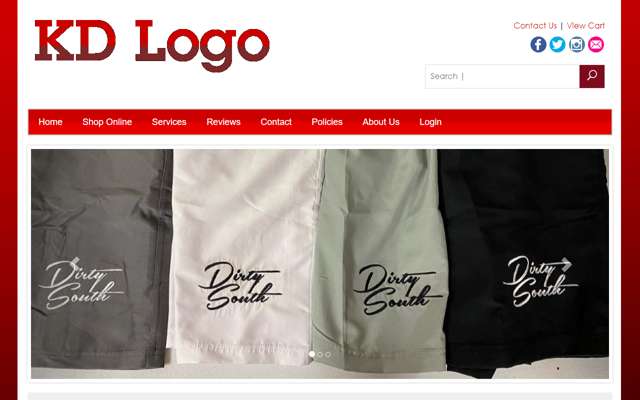 KD Logo
Contact Us | View Cart
Search |
Home Shop Online Services Reviews Contact Policies About Us Login
Dirty South
Dirty South
Dirty South
Dirty South